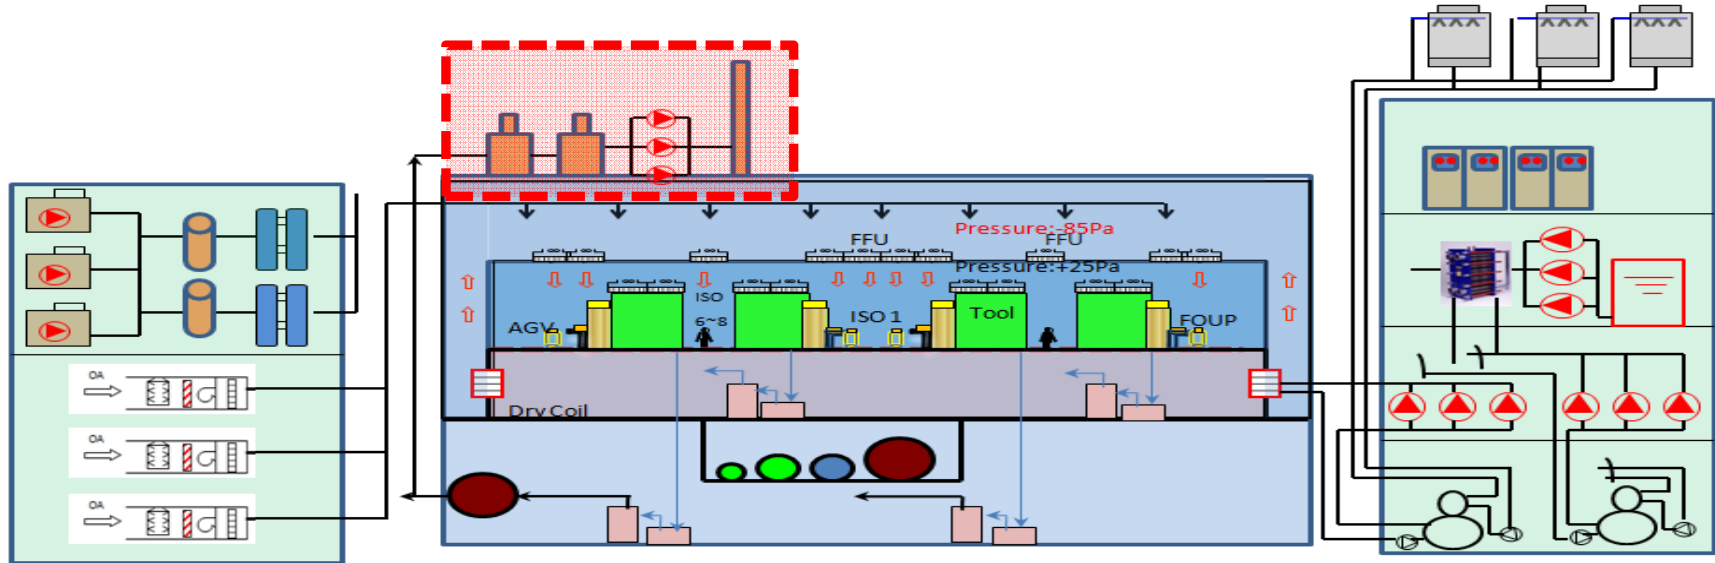 Pressure:-85Pa
FFU
FFU
Pressure:+25Pa
ISO
6~8
AGV
ISO 1
Tool
FOUP
Dry Coil
OA
OA
OA